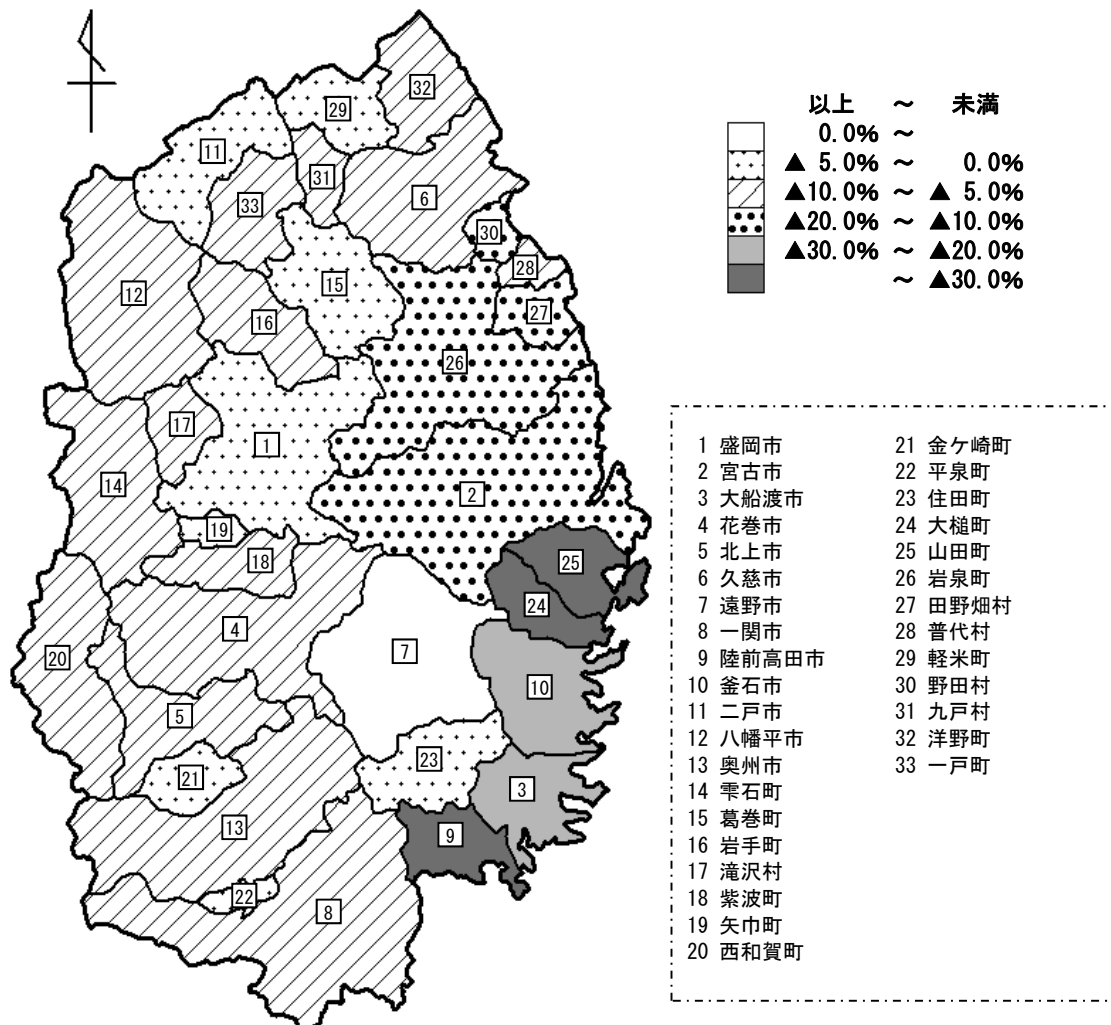 以上 ～ 未満
0.0% ～
▲ 5.0% ～ 0.0%
▲10.0% ～ ▲ 5.0%
▲20.0% ～ ▲10.0%
▲30.0% ～ ▲20.0%
～ ▲30.0%
32
29
11
31
33
6
30
28
15
12
27
16
26
17
1
14
2
19
18
25
24
4
7
20
10
5
23
21
3
13
9
22
8
1 盛岡市
2 宮古市
3 大船渡市
4 花巻市
5 北上市
6 久慈市
7 遠野市
8 一関市
9 陸前高田市
10 釜石市
11 二戸市
12 八幡平市
13 奥州市
14 雫石町
15 葛巻町
16 岩手町
17 滝沢村
18 紫波町
19 矢巾町
20 西和賀町
21 金ケ崎町
22 平泉町
23 住田町
24 大槌町
25 山田町
26 岩泉町
27 田野畑村
28 普代村
29 軽米町
30 野田村
31 九戸村
32 洋野町
33 一戸町